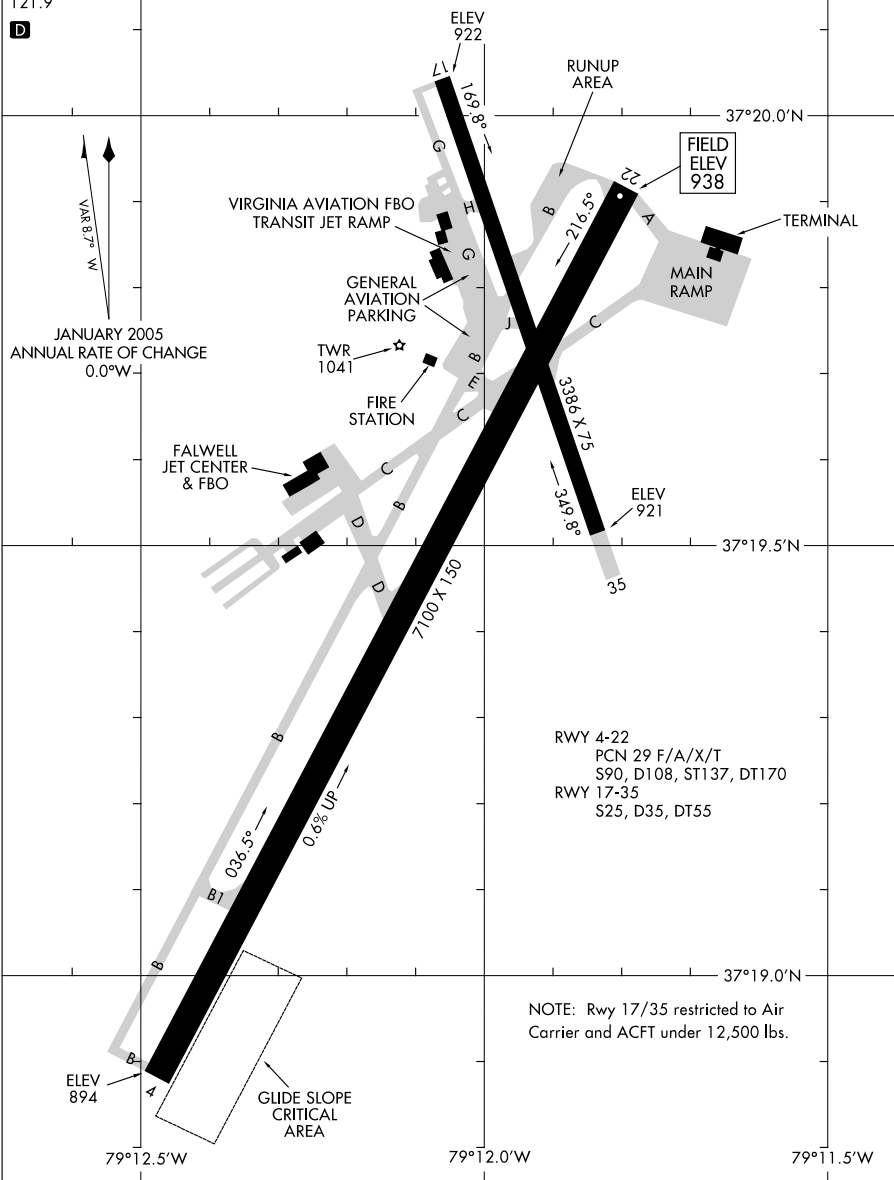 121.9
D
ELEV
922
17
169.8°
RUNUP
AREA
37°20.0'N
FIELD
ELEV
938
22
G
VAR 8.7° W
VIRGINIA AVIATION FBO
TRANSIT JET RAMP
H
B
216.5°
A
TERMINAL
G
MAIN
RAMP
GENERAL
AVIATION
PARKING
J
C
JANUARY 2005
ANNUAL RATE OF CHANGE
0.0°W
TWR
1041
B
E
FIRE
STATION
C
3386 X 75
FALWELL
JET CENTER
& FBO
C
B
D
349.8°
ELEV
921
37°19.5'N
D
35
7100 X 150
B
RWY 4-22
PCN 29 F/A/X/T
S90, D108, ST137, DT170
RWY 17-35
S25, D35, DT55
0.6% UP
036.5°
B1
B
37°19.0'N
NOTE: Rwy 17/35 restricted to Air
Carrier and ACFT under 12,500 lbs.
B
ELEV
894
4
GLIDE SLOPE
CRITICAL
AREA
79°12.5'W
79°12.0'W
79°11.5'W